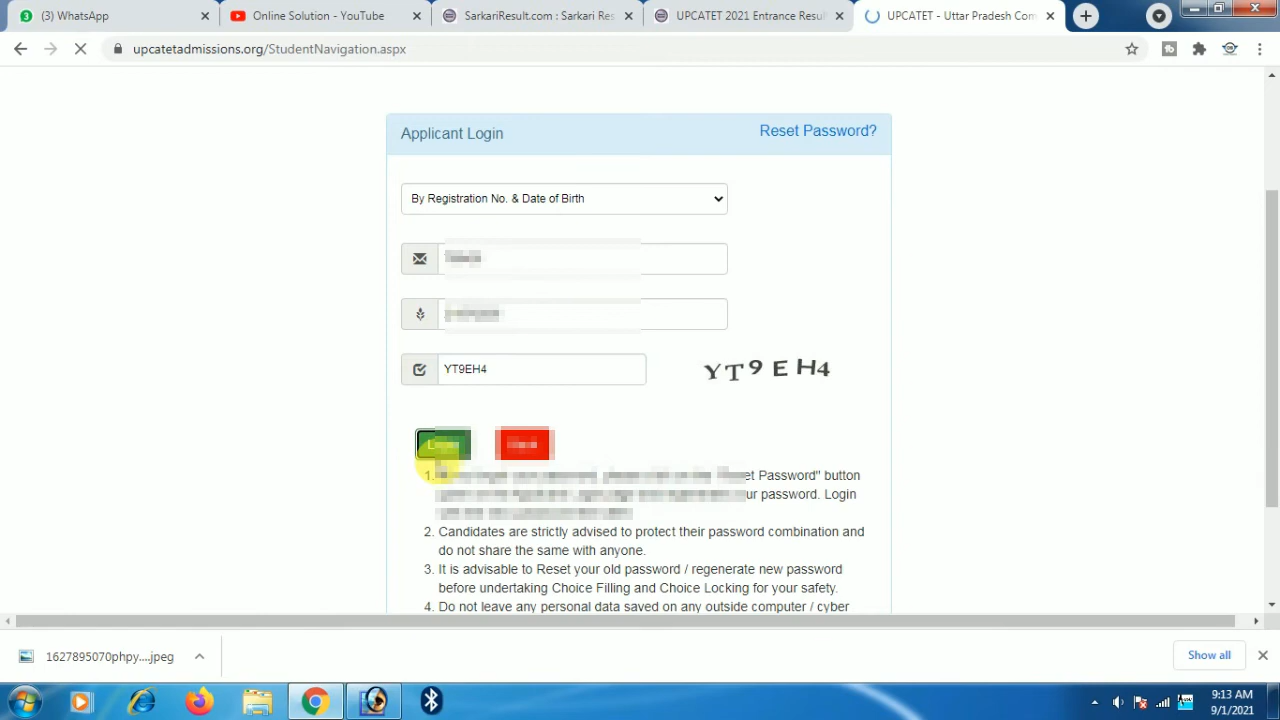 (3) WhatsApp
Online Solution - YouTube
SarkariResult.com : Sarkari Res
UPCATET 2021 Entrance Result
UPCATET - Uttar Pradesh Com
upcatetadmissions.org/StudentNavigation.aspx
Applicant Login
Reset Password?
By Registration No. & Date of Birth
YT9EH4
YT9EH4
1. et Password" button
ur password. Login
2. Candidates are strictly advised to protect their password combination and
do not share the same with anyone.
3. It is advisable to Reset your old password / regenerate new password
before undertaking Choice Filling and Choice Locking for your safety.
4. Do not leave any personal data saved on any outside computer / cyber
1627895070phpy....jpeg
Show all
9:13 AM
9/1/2021